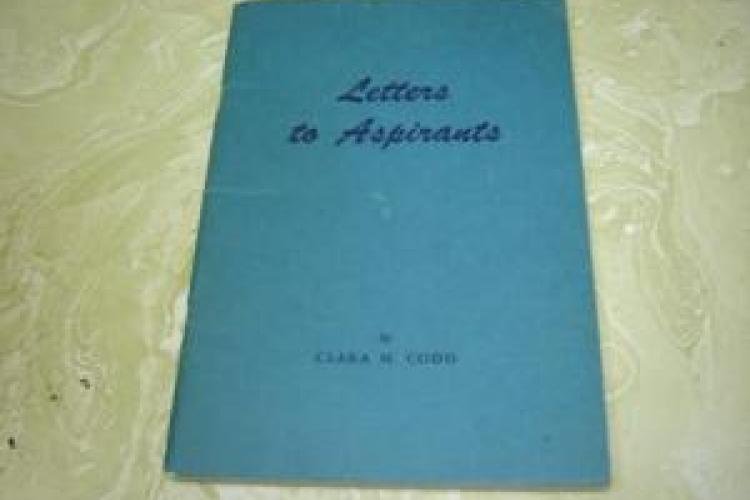 Letters
to Aspirants
by
CLARA M. CODD